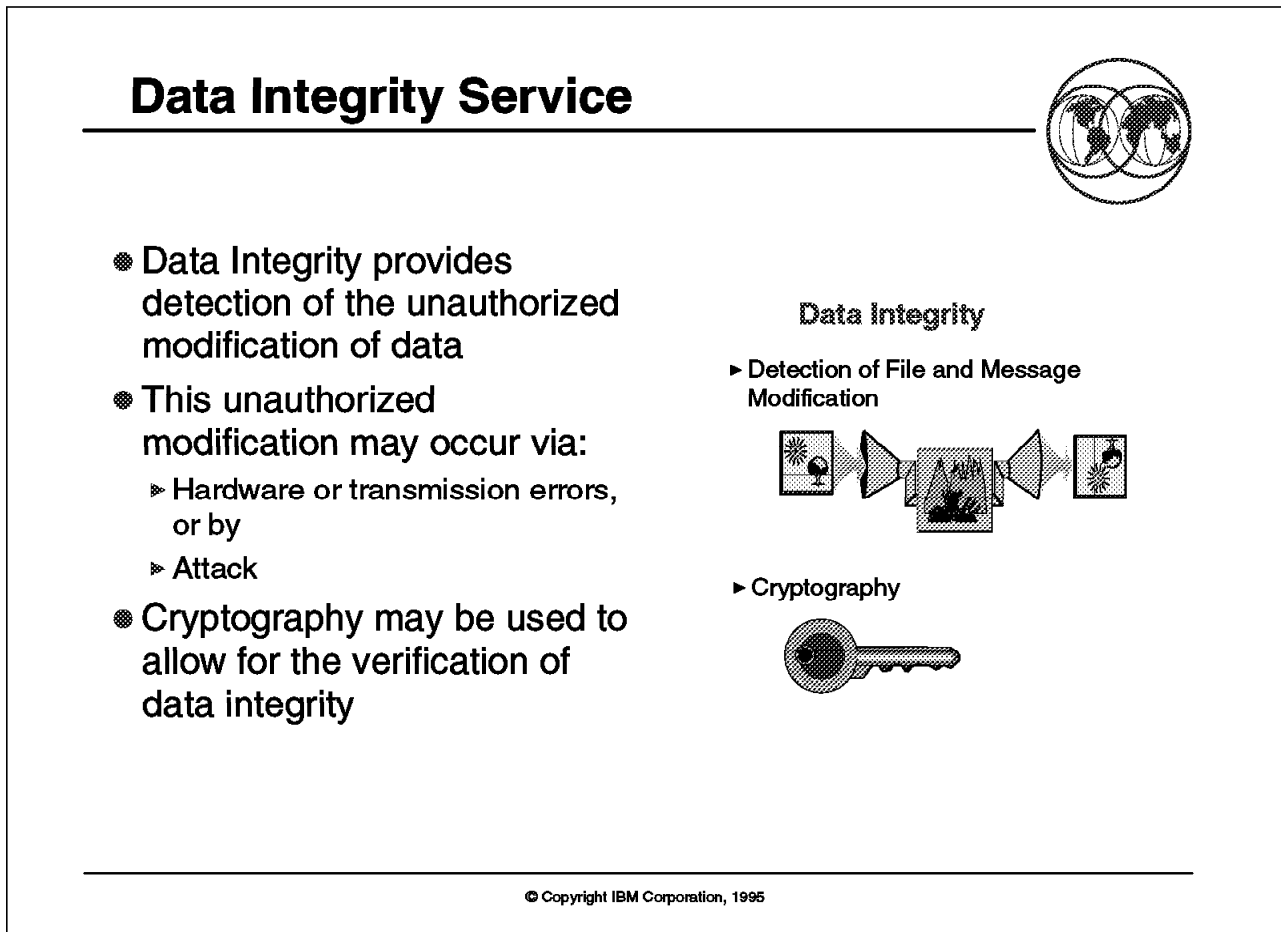 Data Integrity Service
Data Integrity provides
detection of the unauthorized
modification of data
This unauthorized
modification may occur via:
Hardware or transmission errors,
or by
Attack
Cryptography may be used to
allow for the verification of
data integrity
Data Integrity
Detection of File and Message
Modification
Cryptography
© Copyright IBM Corporation, 1995